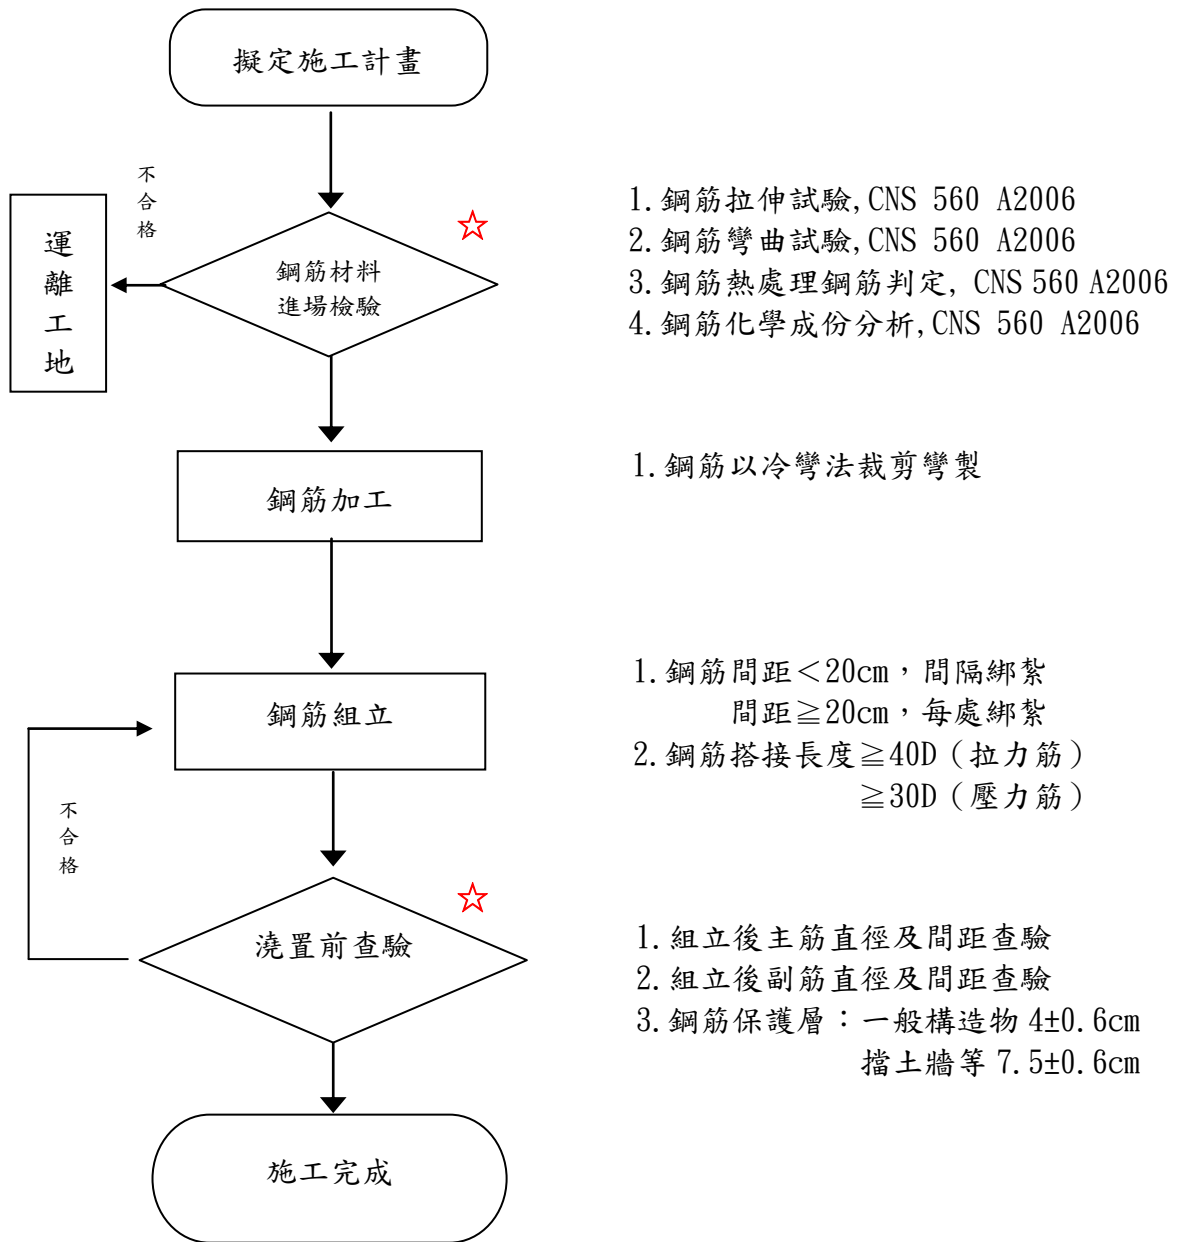 擬定施工計畫
不合格
運離工地
鋼筋材料
進場檢驗
☆
1.鋼筋拉伸試驗,CNS 560 A2006
2.鋼筋彎曲試驗,CNS 560 A2006
3.鋼筋熱處理鋼筋判定, CNS 560 A2006
4.鋼筋化學成份分析,CNS 560 A2006
鋼筋加工
1.鋼筋以冷彎法裁剪彎製
鋼筋組立
1.鋼筋間距＜20cm，間隔綁紮
間距≧20cm，每處綁紮
2.鋼筋搭接長度≧40D（拉力筋）
≧30D（壓力筋）
不合格
澆置前查驗
☆
1.組立後主筋直徑及間距查驗
2.組立後副筋直徑及間距查驗
3.鋼筋保護層：一般構造物 4±0.6cm
擋土牆等 7.5±0.6cm
施工完成